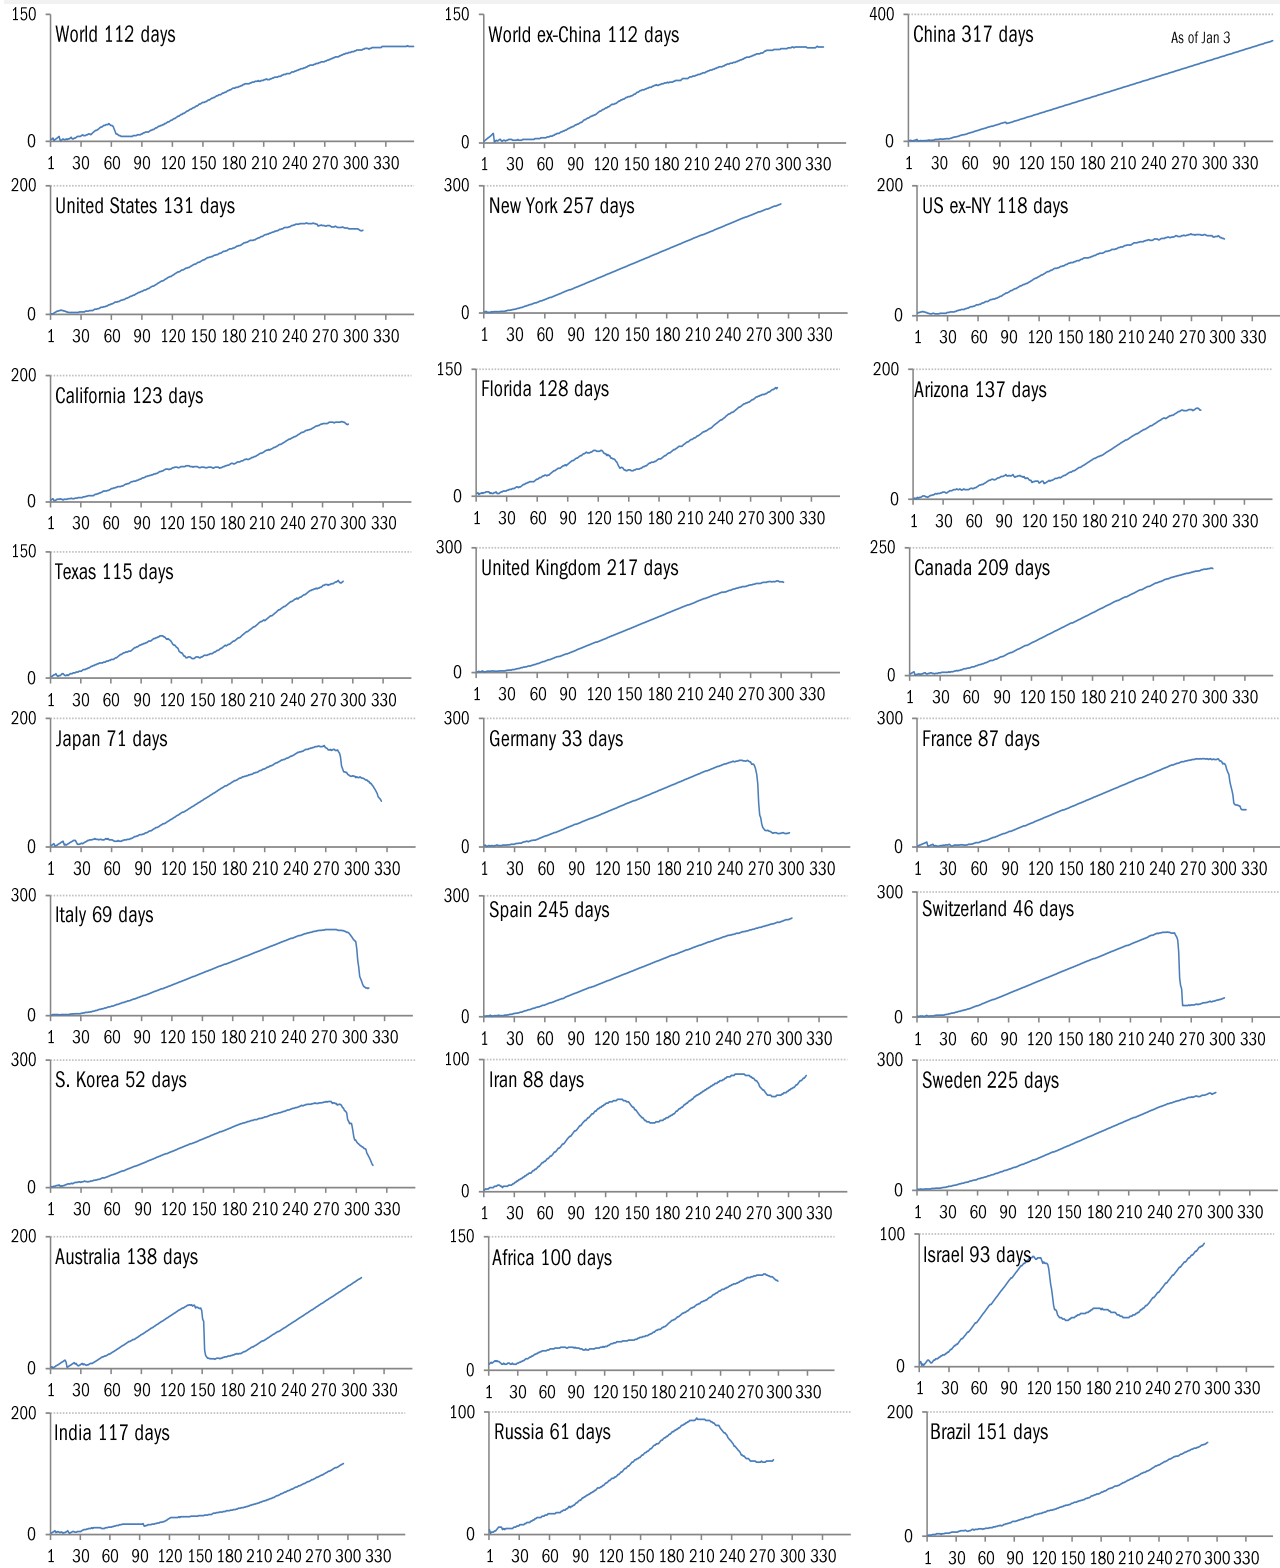 150 150 400
World 112 days World ex-China 112 days China 317 days As of Jan 3
0 0 0
1 30 60 90 120 150 180 210 240 270 300 330 1 30 60 90 120 150 180 210 240 270 300 330 1 30 60 90 120 150 180 210 240 270 300 330
200 300 200
United States 131 days New York 257 days US ex-NY 118 days
0 0 0
1 30 60 90 120 150 180 210 240 270 300 330 1 30 60 90 120 150 180 210 240 270 300 330 1 30 60 90 120 150 180 210 240 270 300 330
200 150 200
California 123 days Florida 128 days Arizona 137 days
0 0 0
1 30 60 90 120 150 180 210 240 270 300 330 1 30 60 90 120 150 180 210 240 270 300 330 1 30 60 90 120 150 180 210 240 270 300 330
150 300 250
Texas 115 days United Kingdom 217 days Canada 209 days
0 0 0
1 30 60 90 120 150 180 210 240 270 300 330 1 30 60 90 120 150 180 210 240 270 300 330 1 30 60 90 120 150 180 210 240 270 300 330
200 300 300
Japan 71 days Germany 33 days France 87 days
0 0 0
1 30 60 90 120 150 180 210 240 270 300 330 1 30 60 90 120 150 180 210 240 270 300 330 1 30 60 90 120 150 180 210 240 270 300 330
300 300 300
Italy 69 days Spain 245 days Switzerland 46 days
0 0 0
1 30 60 90 120 150 180 210 240 270 300 330 1 30 60 90 120 150 180 210 240 270 300 330 1 30 60 90 120 150 180 210 240 270 300 330
300 100 300
S. Korea 52 days Iran 88 days Sweden 225 days
0 0 0
1 30 60 90 120 150 180 210 240 270 300 330 1 30 60 90 120 150 180 210 240 270 300 330 1 30 60 90 120 150 180 210 240 270 300 330
200 150 100
Australia 138 days Africa 100 days Israel 93 days
0 0 0
1 30 60 90 120 150 180 210 240 270 300 330 1 30 60 90 120 150 180 210 240 270 300 330 1 30 60 90 120 150 180 210 240 270 300 330
200 100 200
India 117 days Russia 61 days Brazil 151 days
0 0 0
1 30 60 90 120 150 180 210 240 270 300 330 1 30 60 90 120 150 180 210 240 270 300 330 1 30 60 90 120 150 180 210 240 270 300 330